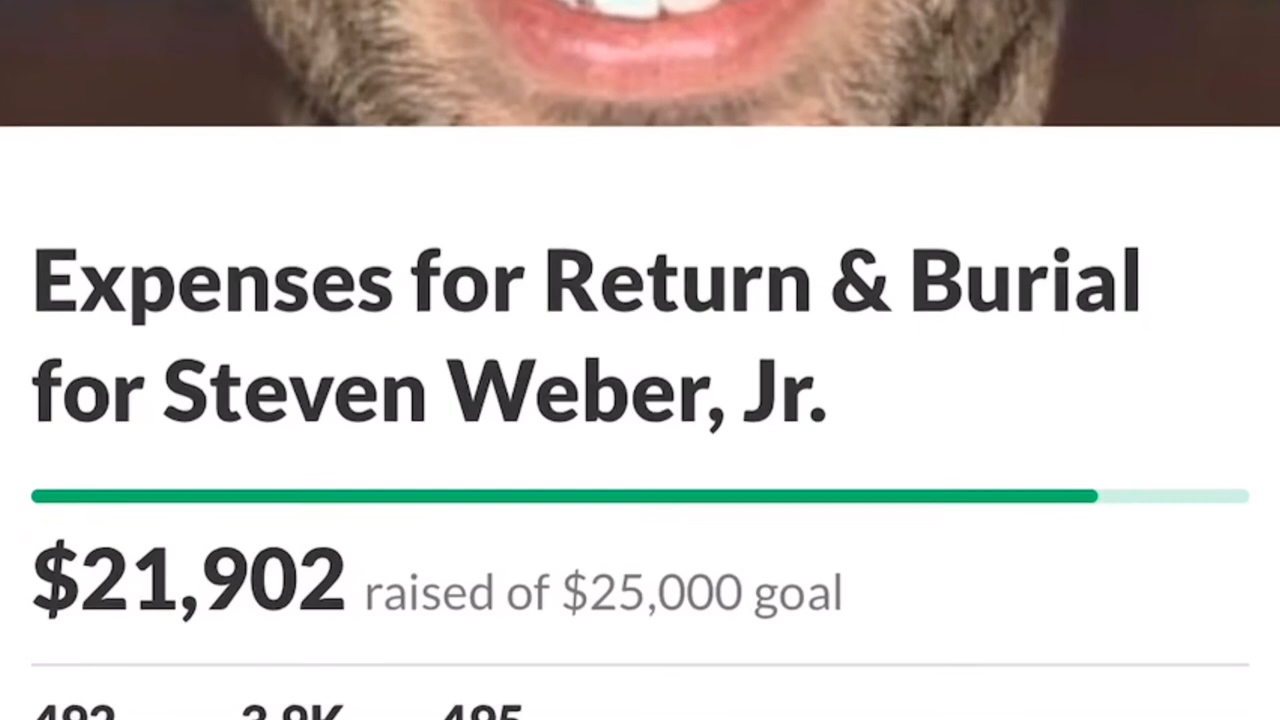 Expenses for Return & Burial
for Steven Weber, Jr.
$21,902 raised of $25,000 goal